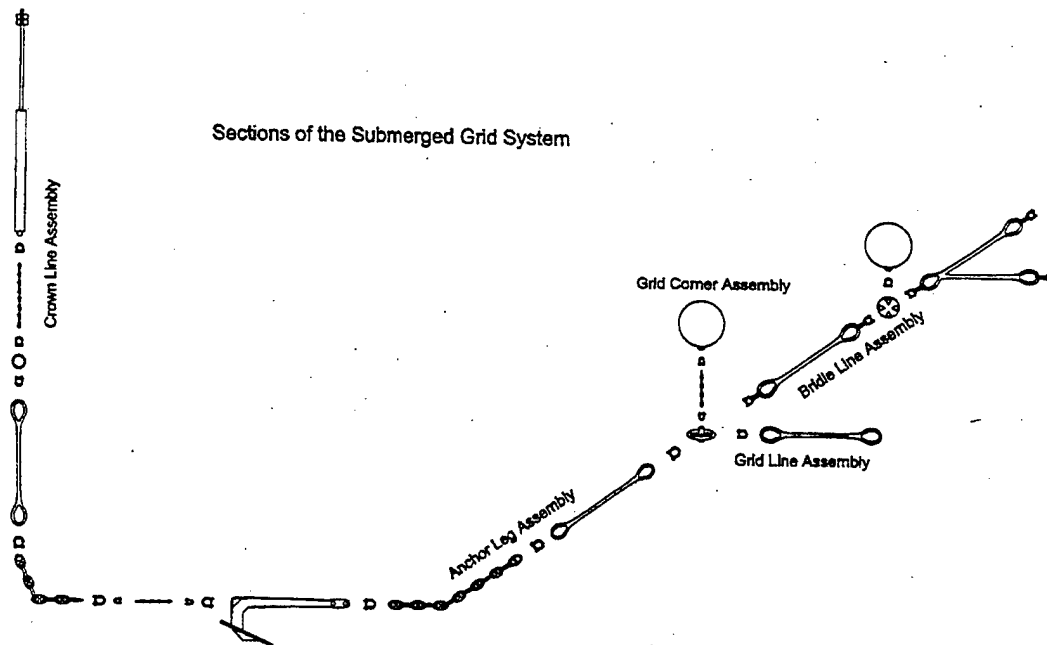 Sections of the Submerged Grid System
Crown Line Assembly
Grid Corner Assembly
Bridle Line Assembly
Grid Line Assembly
Anchor Leg Assembly